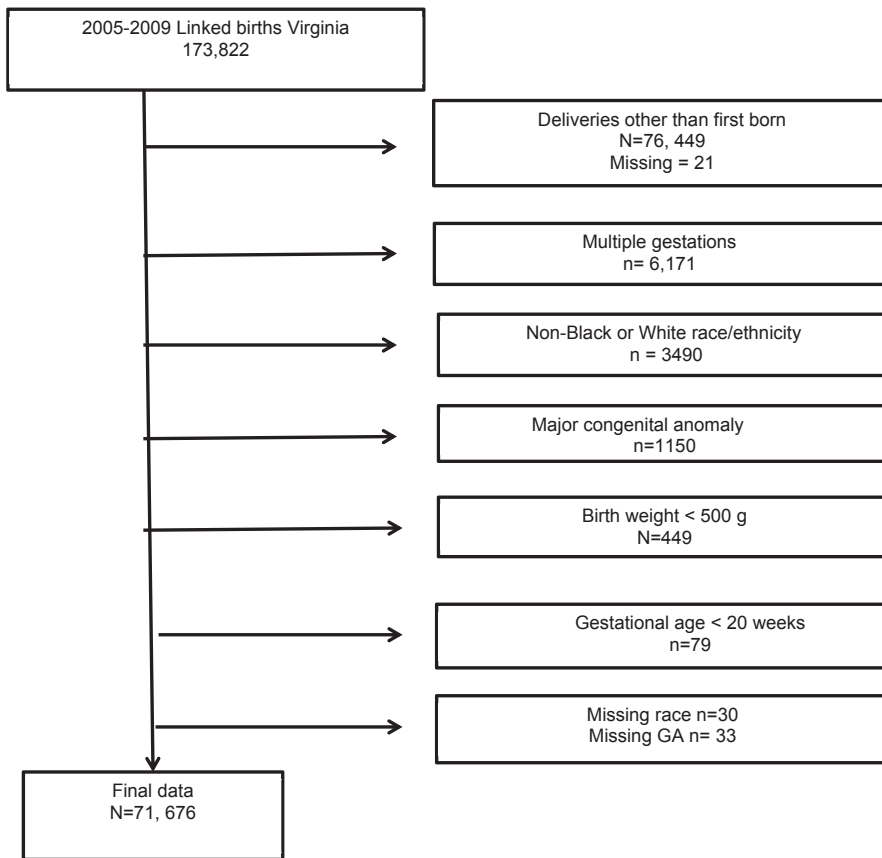 2005-2009 Linked births Virginia
173,822
Deliveries other than first born
N=76, 449
Missing = 21
Multiple gestations
n= 6,171
Non-Black or White race/ethnicity
n = 3490
Major congenital anomaly
n=1150
Birth weight < 500 g
N=449
Gestational age < 20 weeks
n=79
Missing race n=30
Missing GA n= 33
Final data
N=71, 676